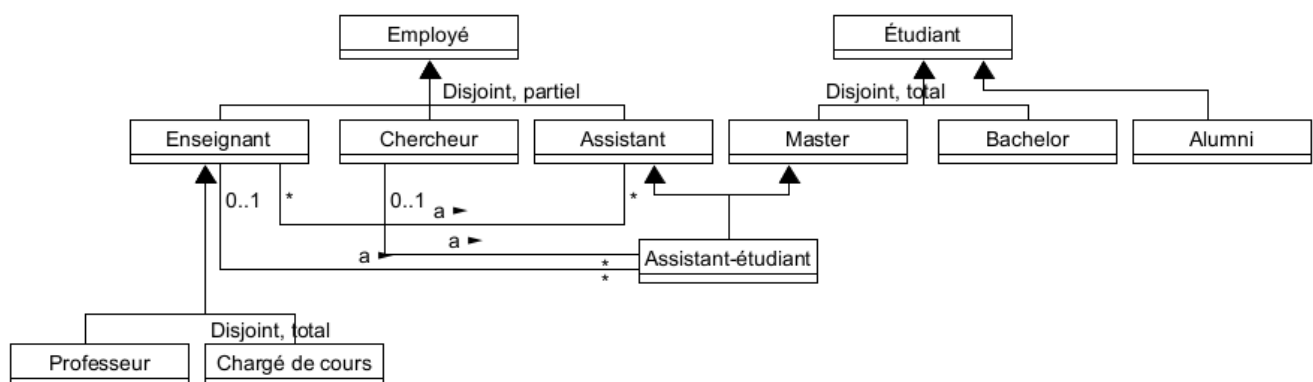 Employé
Étudiant
Disjoint, partiel
Disjoint, total
Enseignant
Chercheur
Assistant
Master
Bachelor
Alumni
0..1
*
0..1
*
a ►
a ►
a ►
*
*
Assistant-étudiant
Disjoint, total
Professeur
Chargé de cours